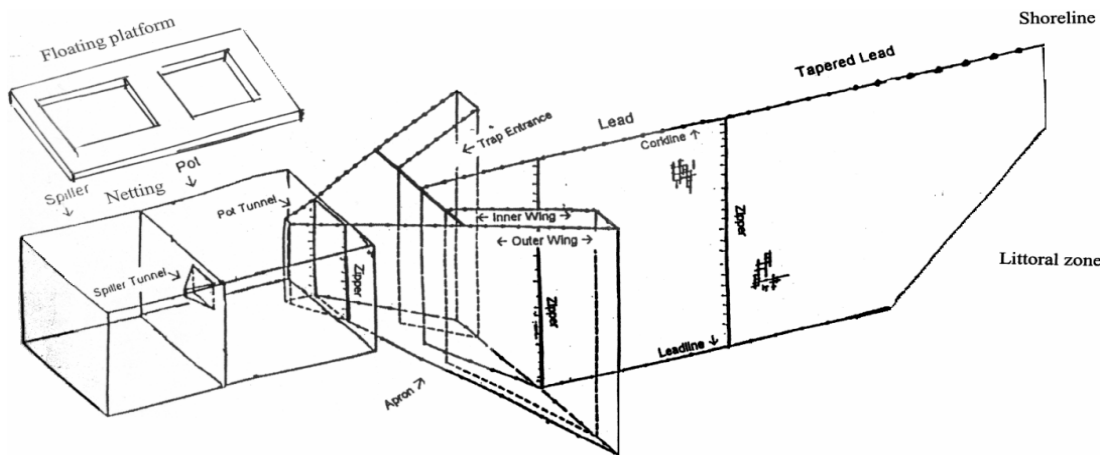 Floating platform
Shoreline
Tapered Lead
Lead
← Trap Entrance
Corkline ↑
Pot
↓
Spiller
↓
Netting
Pot Tunnel
→
← Inner Wing →
← Outer Wing →
Zipper
Spiller Tunnel
→
Zipper
Zipper
Littoral zone
Leadline ↓
Apron ↗